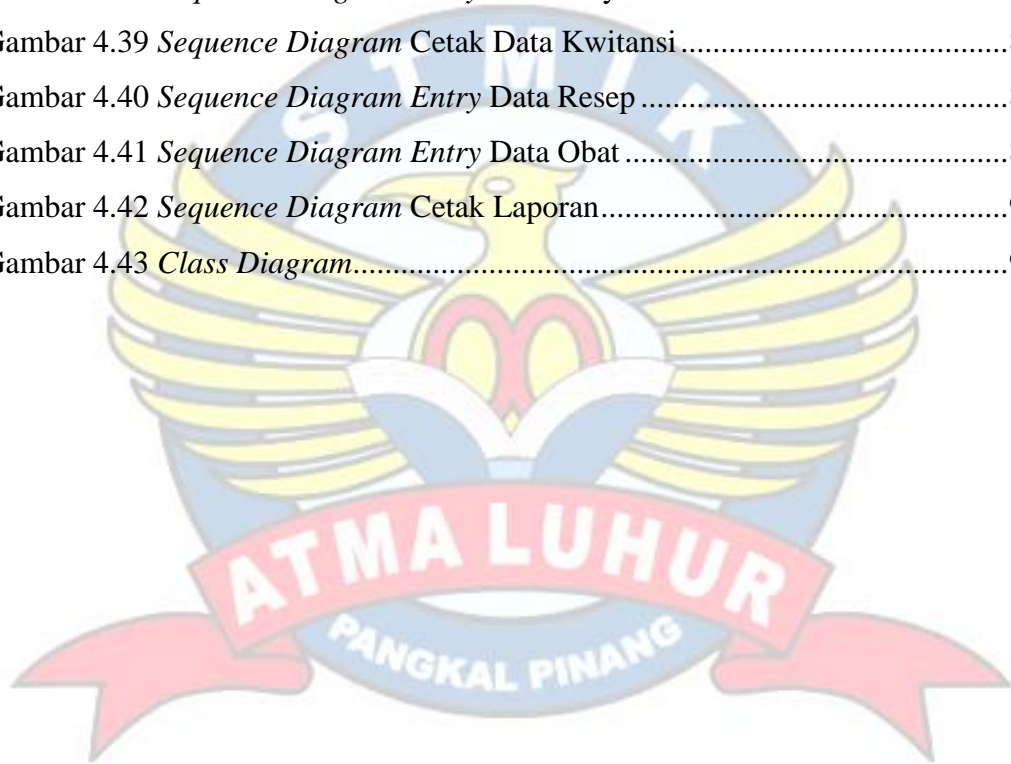 Gambar 4.39 Sequence Diagram Cetak Data Kwitansi
Gambar 4.40 Sequence Diagram Entry Data Resep
Gambar 4.41 Sequence Diagram Entry Data Obat
Gambar 4.42 Sequence Diagram Cetak Laporan
Gambar 4.43 Class Diagram
STMIK
ATMA LUHUR
PANGKAL PINANG